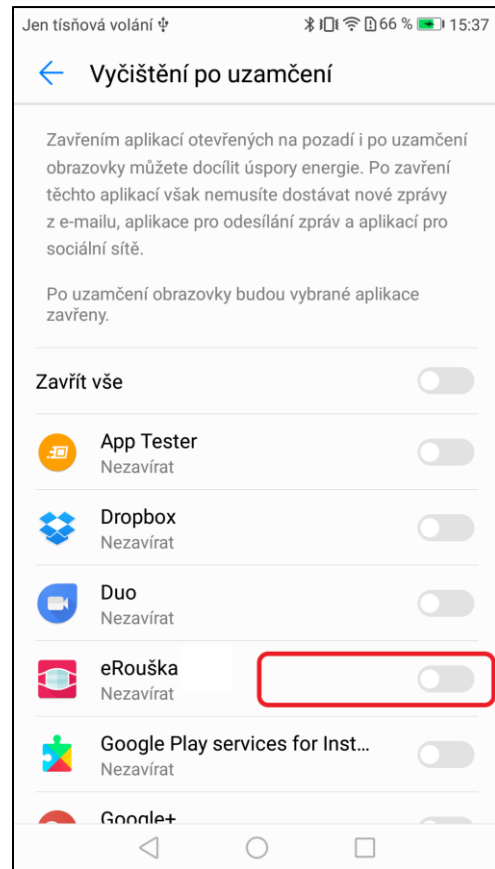 Jen tísňová volání 66 % 15:37
Vyčištění po uzamčení
Zavřením aplikací otevřených na pozadí i po uzamčení
obrazovky můžete docílit úspory energie. Po zavření
těchto aplikací však nemusíte dostávat nové zprávy
z e-mailu, aplikace pro odesílání zpráv a aplikací pro
sociální sítě.
Po uzamčení obrazovky budou vybrané aplikace
zavřeny.
Zavřít vše
App Tester
Nezavírat
Dropbox
Nezavírat
Duo
Nezavírat
eRouška
Nezavírat
Google Play services for Inst...
Nezavírat
Google+